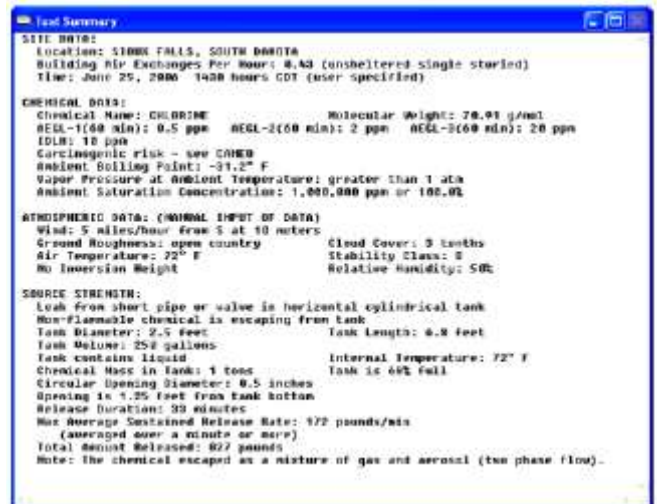 Text Summary
SITE DATA:
Location: SIOUX FALLS, SOUTH DAKOTA
Building Air Exchanges Per Hour: 0.43 (unsheltered single storied)
Time: June 25, 2006 1430 hours CDT (user specified)
CHEMICAL DATA:
Chemical Name: CHLORINE Molecular Weight: 70.91 g/mol
AEGL-1(60 min): 0.5 ppm AEGL-2(60 min): 2 ppm AEGL-3(60 min): 20 ppm
IDLH: 10 ppm
Carcinogenic risk - see CAMEO
Ambient Boiling Point: -31.2° F
Vapor Pressure at Ambient Temperature: greater than 1 atm
Ambient Saturation Concentration: 1,000,000 ppm or 100.0%
ATMOSPHERIC DATA: (MANUAL INPUT OF DATA)
Wind: 5 miles/hour from S at 10 meters
Ground Roughness: open country Cloud Cover: 3 tenths
Air Temperature: 72° F Stability Class: B
No Inversion Height Relative Humidity: 50%
SOURCE STRENGTH:
Leak from short pipe or valve in horizontal cylindrical tank
Non-flammable chemical is escaping from tank
Tank Diameter: 2.5 feet Tank Length: 6.8 feet
Tank Volume: 250 gallons
Tank contains liquid Internal Temperature: 72° F
Chemical Mass in Tank: 1 tons Tank is 69% full
Circular Opening Diameter: 0.5 inches
Opening is 1.25 feet from tank bottom
Release Duration: 33 minutes
Max Average Sustained Release Rate: 172 pounds/min
(averaged over a minute or more)
Total Amount Released: 827 pounds
Note: The chemical escaped as a mixture of gas and aerosol (two phase flow).